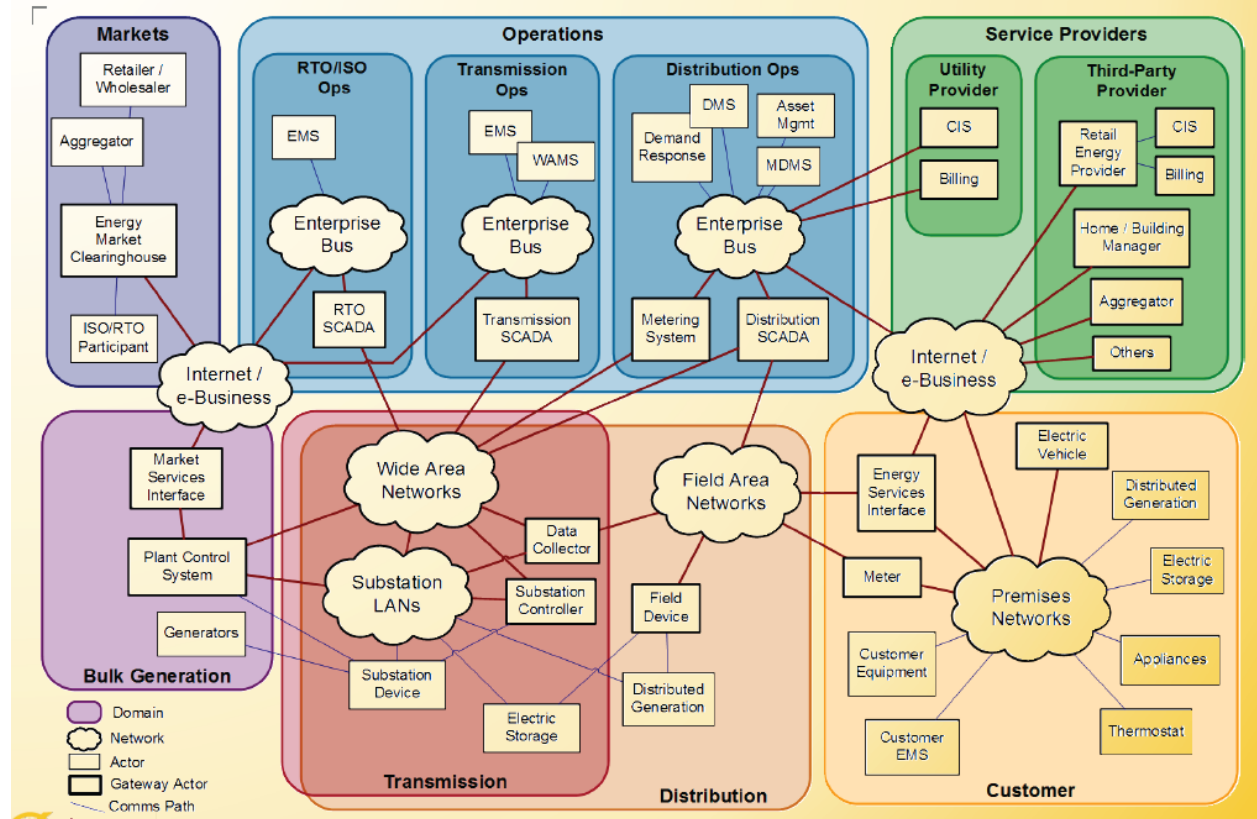 Markets
Retailer /
Wholesaler
Aggregator
Energy
Market
Clearinghouse
ISO/RTO
Participant
Operations
RTO/ISO
Ops
EMS
Enterprise
Bus
RTO
SCADA
Transmission
Ops
EMS
WAMS
Enterprise
Bus
Transmission
SCADA
Distribution Ops
DMS
Asset
Mgmt
Demand
Response
MDMS
Enterprise
Bus
Metering
System
Distribution
SCADA
Service Providers
Utility
Provider
CIS
Billing
Third-Party
Provider
Retail
Energy
Provider
CIS
Billing
Home / Building
Manager
Aggregator
Others
Internet /
e-Business
Internet /
e-Business
Market
Services
Interface
Plant Control
System
Generators
Bulk Generation
Wide Area
Networks
Substation
LANs
Data
Collector
Substation
Controller
Substation
Device
Electric
Storage
Transmission
Field Area
Networks
Field
Device
Distributed
Generation
Distribution
Energy
Services
Interface
Meter
Electric
Vehicle
Distributed
Generation
Electric
Storage
Premises
Networks
Customer
Equipment
Appliances
Customer
EMS
Thermostat
Customer
Domain
Network
Actor
Gateway Actor
Comms Path